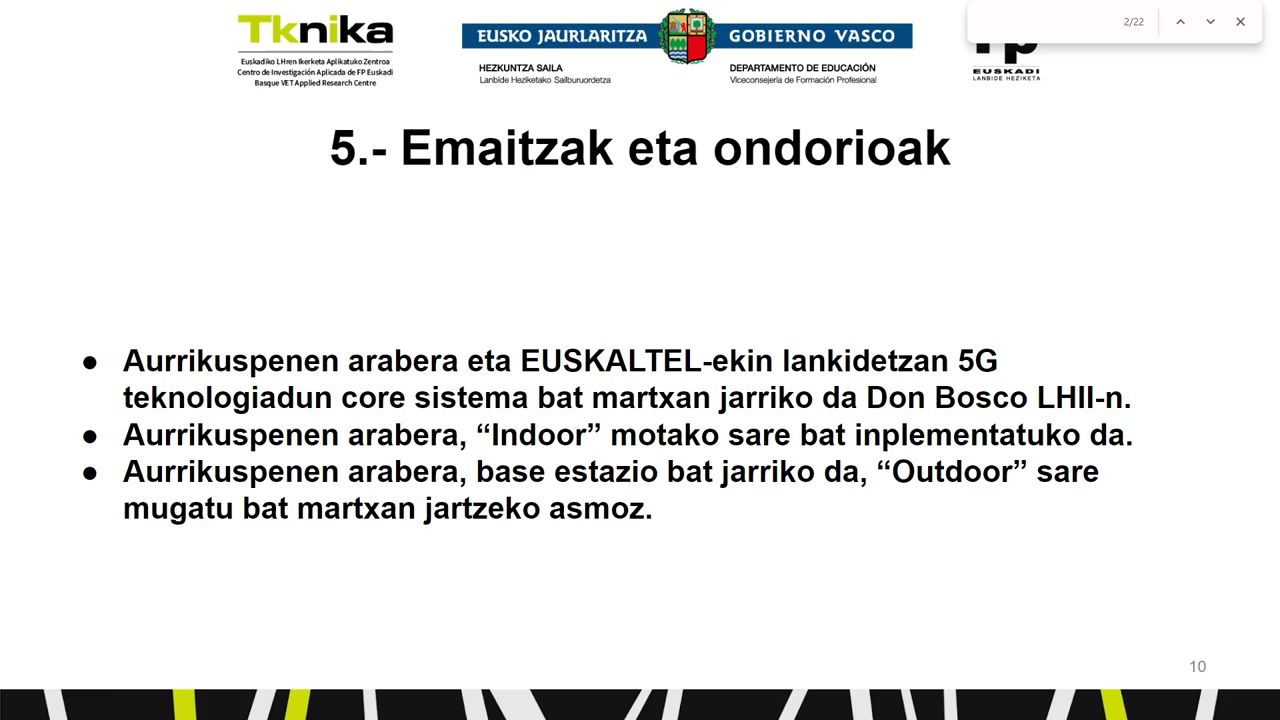 Tknika
Euskadiko LHren Ikerketa Aplikatuko Zentroa
Centro de Investigación Aplicada de FP Euskadi
Basque VET Applied Research Centre
EUSKO JAURLARITZA
GOBIERNO VASCO
HEZKUNTZA SAILA
Lanbide Heziketako Sailburuordetza
DEPARTAMENTO DE EDUCACIÓN
Viceconsejería de Formación Profesional
2/22
EUSKADI
LANBIDE HEZIKETA
5.- Emaitzak eta ondorioak
● Aurrikuspenen arabera eta EUSKALTEL-ekin lankidetzan 5G
teknologiadun core sistema bat martxan jarriko da Don Bosco LHII-n.
● Aurrikuspenen arabera, “Indoor” motako sare bat inplementatuko da.
● Aurrikuspenen arabera, base estazio bat jarriko da, “Outdoor” sare
mugatu bat martxan jartzeko asmoz.
10